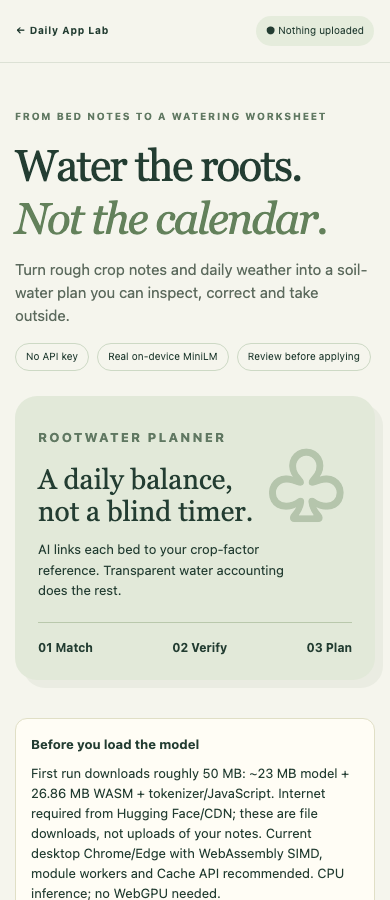 ← Daily App Lab
● Nothing uploaded
FROM BED NOTES TO A WATERING WORKSHEET
Water the roots.
Not the calendar.
Turn rough crop notes and daily weather into a soil-
water plan you can inspect, correct and take
outside.
No API key
Real on-device MiniLM
Review before applying
ROOTWATER PLANNER
A daily balance,
not a blind timer.
AI links each bed to your crop-factor
reference. Transparent water accounting
does the rest.
01 Match
02 Verify
03 Plan
Before you load the model
First run downloads roughly 50 MB: ~23 MB model +
26.86 MB WASM + tokenizer/JavaScript. Internet
required from Hugging Face/CDN; these are file
downloads, not uploads of your notes. Current
desktop Chrome/Edge with WebAssembly SIMD,
module workers and Cache API recommended. CPU
inference; no WebGPU needed.